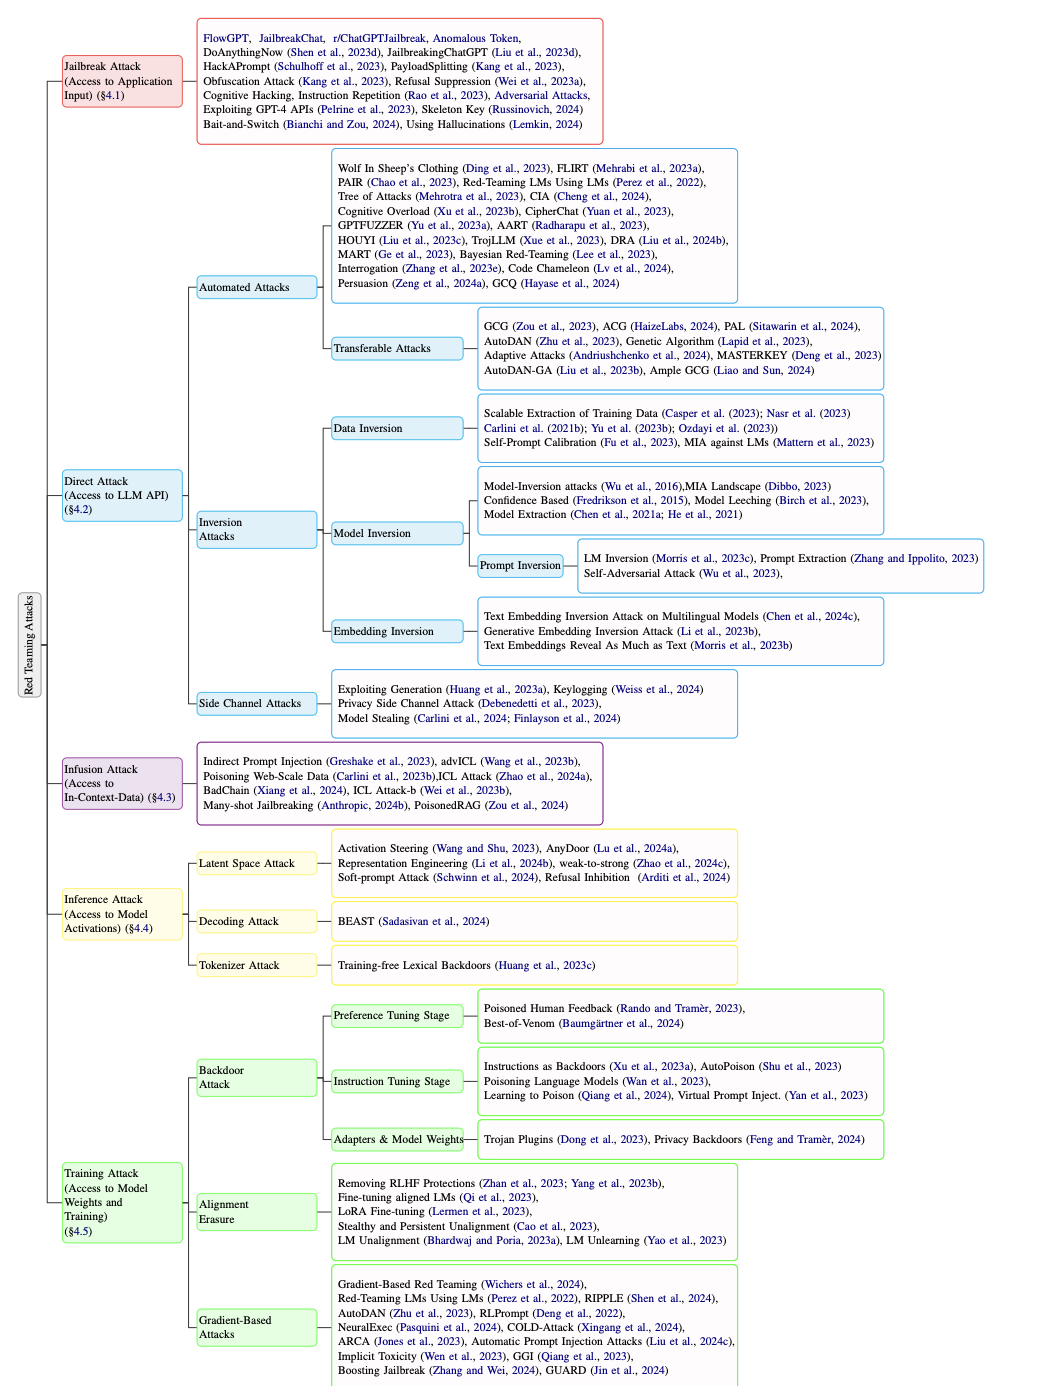 Red Teaming Attacks
Jailbreak Attack
(Access to Application
Input) (§4.1)
FlowGPT, JailbreakChat, r/ChatGPTJailbreak, Anomalous Token,
DoAnythingNow (Shen et al., 2023d), JailbreakingChatGPT (Liu et al., 2023d),
HackAPrompt (Schulhoff et al., 2023), PayloadSplitting (Kang et al., 2023),
Obfuscation Attack (Kang et al., 2023), Refusal Suppression (Wei et al., 2023a),
Cognitive Hacking, Instruction Repetition (Rao et al., 2023), Adversarial Attacks,
Exploiting GPT-4 APIs (Pelrine et al., 2023), Skeleton Key (Russinovich, 2024)
Bait-and-Switch (Bianchi and Zou, 2024), Using Hallucinations (Lemkin, 2024)
Direct Attack
(Access to LLM API)
(§4.2)
Automated Attacks
Wolf In Sheep's Clothing (Ding et al., 2023), FLIRT (Mehrabi et al., 2023a),
PAIR (Chao et al., 2023), Red-Teaming LMs Using LMs (Perez et al., 2022),
Tree of Attacks (Mehrotra et al., 2023), CIA (Cheng et al., 2024),
Cognitive Overload (Xu et al., 2023b), CipherChat (Yuan et al., 2023),
GPTFUZZER (Yu et al., 2023a), AART (Radharapu et al., 2023),
HOUYI (Liu et al., 2023c), TrojLLM (Xue et al., 2023), DRA (Liu et al., 2024b),
MART (Ge et al., 2023), Bayesian Red-Teaming (Lee et al., 2023),
Interrogation (Zhang et al., 2023e), Code Chameleon (Lv et al., 2024),
Persuasion (Zeng et al., 2024a), GCQ (Hayase et al., 2024)
Transferable Attacks
GCG (Zou et al., 2023), ACG (HaizeLabs, 2024), PAL (Sitawarin et al., 2024),
AutoDAN (Zhu et al., 2023), Genetic Algorithm (Lapid et al., 2023),
Adaptive Attacks (Andriushchenko et al., 2024), MASTERKEY (Deng et al., 2023)
AutoDAN-GA (Liu et al., 2023b), Ample GCG (Liao and Sun, 2024)
Inversion
Attacks
Data Inversion
Scalable Extraction of Training Data (Casper et al. (2023); Nasr et al. (2023)
Carlini et al. (2021b); Yu et al. (2023b); Ozdayi et al. (2023))
Self-Prompt Calibration (Fu et al., 2023), MIA against LMs (Mattern et al., 2023)
Model Inversion
Model-Inversion attacks (Wu et al., 2016),MIA Landscape (Dibbo, 2023)
Confidence Based (Fredrikson et al., 2015), Model Leeching (Birch et al., 2023),
Model Extraction (Chen et al., 2021a; He et al., 2021)
Prompt Inversion
LM Inversion (Morris et al., 2023c), Prompt Extraction (Zhang and Ippolito, 2023)
Self-Adversarial Attack (Wu et al., 2023),
Embedding Inversion
Text Embedding Inversion Attack on Multilingual Models (Chen et al., 2024c),
Generative Embedding Inversion Attack (Li et al., 2023b),
Text Embeddings Reveal As Much as Text (Morris et al., 2023b)
Side Channel Attacks
Exploiting Generation (Huang et al., 2023a), Keylogging (Weiss et al., 2024)
Privacy Side Channel Attack (Debenedetti et al., 2023),
Model Stealing (Carlini et al., 2024; Finlayson et al., 2024)
Infusion Attack
(Access to
In-Context-Data) (§4.3)
Indirect Prompt Injection (Greshake et al., 2023), advICL (Wang et al., 2023b),
Poisoning Web-Scale Data (Carlini et al., 2023b),ICL Attack (Zhao et al., 2024a),
BadChain (Xiang et al., 2024), ICL Attack-b (Wei et al., 2023b),
Many-shot Jailbreaking (Anthropic, 2024b), PoisonedRAG (Zou et al., 2024)
Inference Attack
(Access to Model
Activations) (§4.4)
Latent Space Attack
Activation Steering (Wang and Shu, 2023), AnyDoor (Lu et al., 2024a),
Representation Engineering (Li et al., 2024b), weak-to-strong (Zhao et al., 2024c),
Soft-prompt Attack (Schwinn et al., 2024), Refusal Inhibition (Arditi et al., 2024)
Decoding Attack
BEAST (Sadasivan et al., 2024)
Tokenizer Attack
Training-free Lexical Backdoors (Huang et al., 2023c)
Training Attack
(Access to Model
Weights and
Training)
(§4.5)
Backdoor
Attack
Preference Tuning Stage
Poisoned Human Feedback (Rando and Tramèr, 2023),
Best-of-Venom (Baumgärtner et al., 2024)
Instruction Tuning Stage
Instructions as Backdoors (Xu et al., 2023a), AutoPoison (Shu et al., 2023)
Poisoning Language Models (Wan et al., 2023),
Learning to Poison (Qiang et al., 2024), Virtual Prompt Inject. (Yan et al., 2023)
Adapters & Model Weights
Trojan Plugins (Dong et al., 2023), Privacy Backdoors (Feng and Tramèr, 2024)
Alignment
Erasure
Removing RLHF Protections (Zhan et al., 2023; Yang et al., 2023b),
Fine-tuning aligned LMs (Qi et al., 2023),
LoRA Fine-tuning (Lermen et al., 2023),
Stealthy and Persistent Unalignment (Cao et al., 2023),
LM Unalignment (Bhardwaj and Poria, 2023a), LM Unlearning (Yao et al., 2023)
Gradient-Based
Attacks
Gradient-Based Red Teaming (Wichers et al., 2024),
Red-Teaming LMs Using LMs (Perez et al., 2022), RIPPLE (Shen et al., 2024),
AutoDAN (Zhu et al., 2023), RLPrompt (Deng et al., 2022),
NeuralExec (Pasquini et al., 2024), COLD-Attack (Xingang et al., 2024),
ARCA (Jones et al., 2023), Automatic Prompt Injection Attacks (Liu et al., 2024c),
Implicit Toxicity (Wen et al., 2023), GGI (Qiang et al., 2023),
Boosting Jailbreak (Zhang and Wei, 2024), GUARD (Jin et al., 2024)